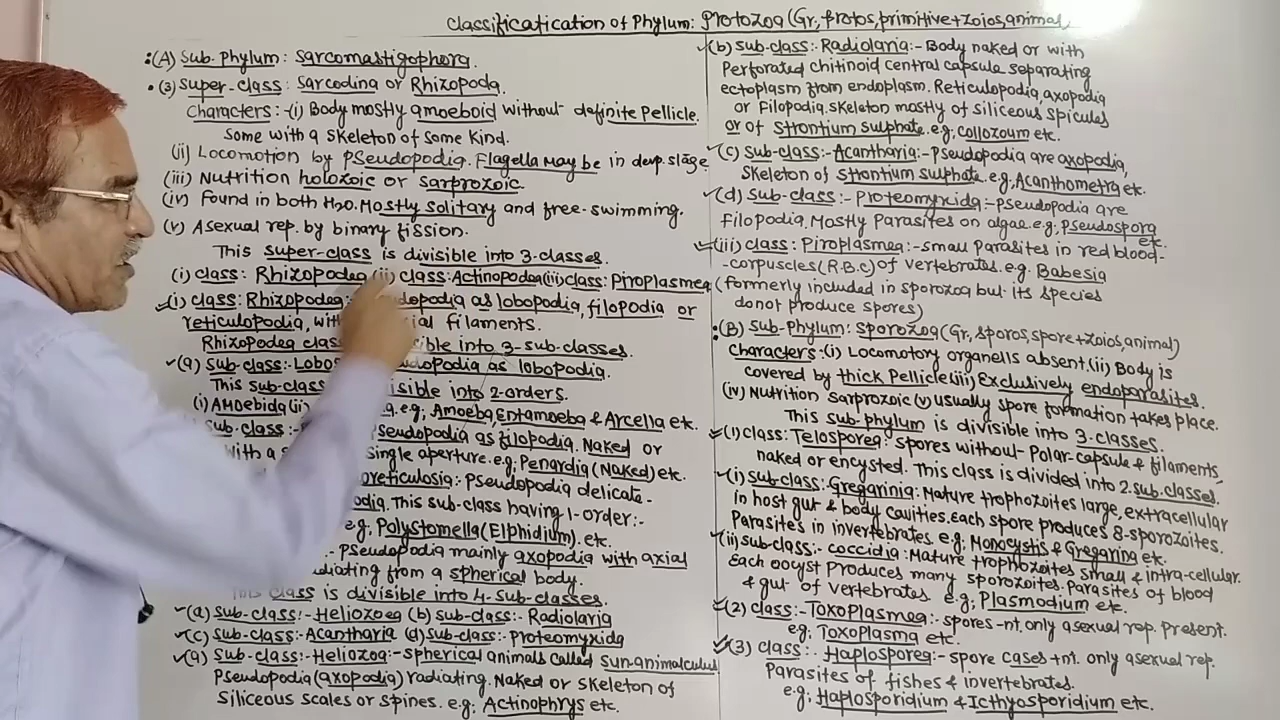 Classificatication of Phylum: Protozoa (Gr, protos, primitive+zoios, animal,
:(A) Sub-Phylum: Sarcomastigophora.
(3) Super-class: Sarcodina or Rhizopoda.
Characters:-(i) Body mostly amoeboid without definite Pellicle.
Some with a skeleton of some kind.
(ii) Locomotion by Pseudopodia. Flagella may be in devp. stage
(iii) Nutrition holozoic or sarprozoic.
(iv) Found in both H2O. Mostly solitary and free-swimming.
(v) Asexual rep. by binary fission.
This super-class is divisible into 3-classes.
(i) class: Rhizopodea (ii) class: Actinopodea (iii) class: Piroplasmea
(i) class: Rhizopodea: podia as lobopodia, filopodia or
reticulopodia, with ial filaments.
Rhizopodea class ible into 3-sub-classes.
(a) Sub-class:-Lobos podia as lobopodia.
This sub-class isible into 2-orders.
(i) AMoebida (ii) a. e.g; Amoeba, Entamoeba & Arcella etc.
Sub-class:- Pseudopodia as filopodia. Naked or
with a s single aperture. e.g; Penardia (Naked) etc.
oreticulosia: Pseudopodia delicate-
odia. This sub-class having 1-order:-
e.g; Polystomella (Elphidium). etc.
:- Pseudopodia mainly axopodia with axial
diating from a spherical body.
This class is divisible into 4-sub-classes.
(a) Sub-class:-Heliozoea (b) Sub-class:- Radiolaria
(c) Sub-class:-Acantharia (d) Sub-class:- Proteomyxida
(a) Sub-class:-Heliozoa:-spherical animals called sun-animalculus
Pseudopodia (axopodia) radiating. Naked or skeleton of
Siliceous scales or spines. e.g; Actinophrys etc.
(b) Sub-class:- Radiolaria:- Body naked or with
Perforated chitinoid central capsule separating
ectoplasm from endoplasm. Reticulopodia, axopodia
or Filopodia. Skeleton mostly of siliceous spicules
or of strontium sulphate. e.g; Collozoum etc.
(c) Sub-class:-Acantharia:-Pseudopodia are axopodia,
Skeleton of strontium sulphate. e.g; Acanthometra etc.
(d) Sub-class:-Proteomyxida:-Pseudopodia are
Filopodia. Mostly Parasites on algae. e.g; Pseudospora
etc.
(iii) class: Piroplasmea:-small Parasites in red blood-
-corpuscles (R.B.C) of vertebrates. e.g. Babesia
(formerly included in sporozoa but its species
donot produce spores)
:(B) Sub-Phylum: Sporozoa (Gr, sporos, spore+zoios, animal)
Characters:(i) Locomotory organells absent.(ii) Body is
covered by thick Pellicle (iii) Exclusively endoparasites.
(iv) Nutrition sarprozoic (v) usually spore formation takes place.
This sub-phylum is divisible into 3-classes.
(1) class: Telosporea: spores without Polar-capsule & filaments,
naked or encysted. This class is divided into 2 sub.classes.
(i) sub-class: Gregarinia: Mature trophozoites large, extracellular
in host gut & body cavities. Each spore produces 8-sporozoites.
Parasites in invertebrates e.g; Monocystis & Gregarina etc.
(ii) sub-class:- coccidia: Mature trophozoites small & intra-cellular.
Each oocyst produces many sporozoites. Parasites of blood
& gut of vertebrates e.g; Plasmodium etc.
(2) class:-Toxoplasmea:- spores-nt. only asexual rep. Present.
e.g; Toxoplasma etc.
(3) class:. Haplosporea:- spore cases +nt. only asexual rep.
Parasites of fishes & invertebrates.
e.g; Haplosporidium & Icthyosporidium etc.